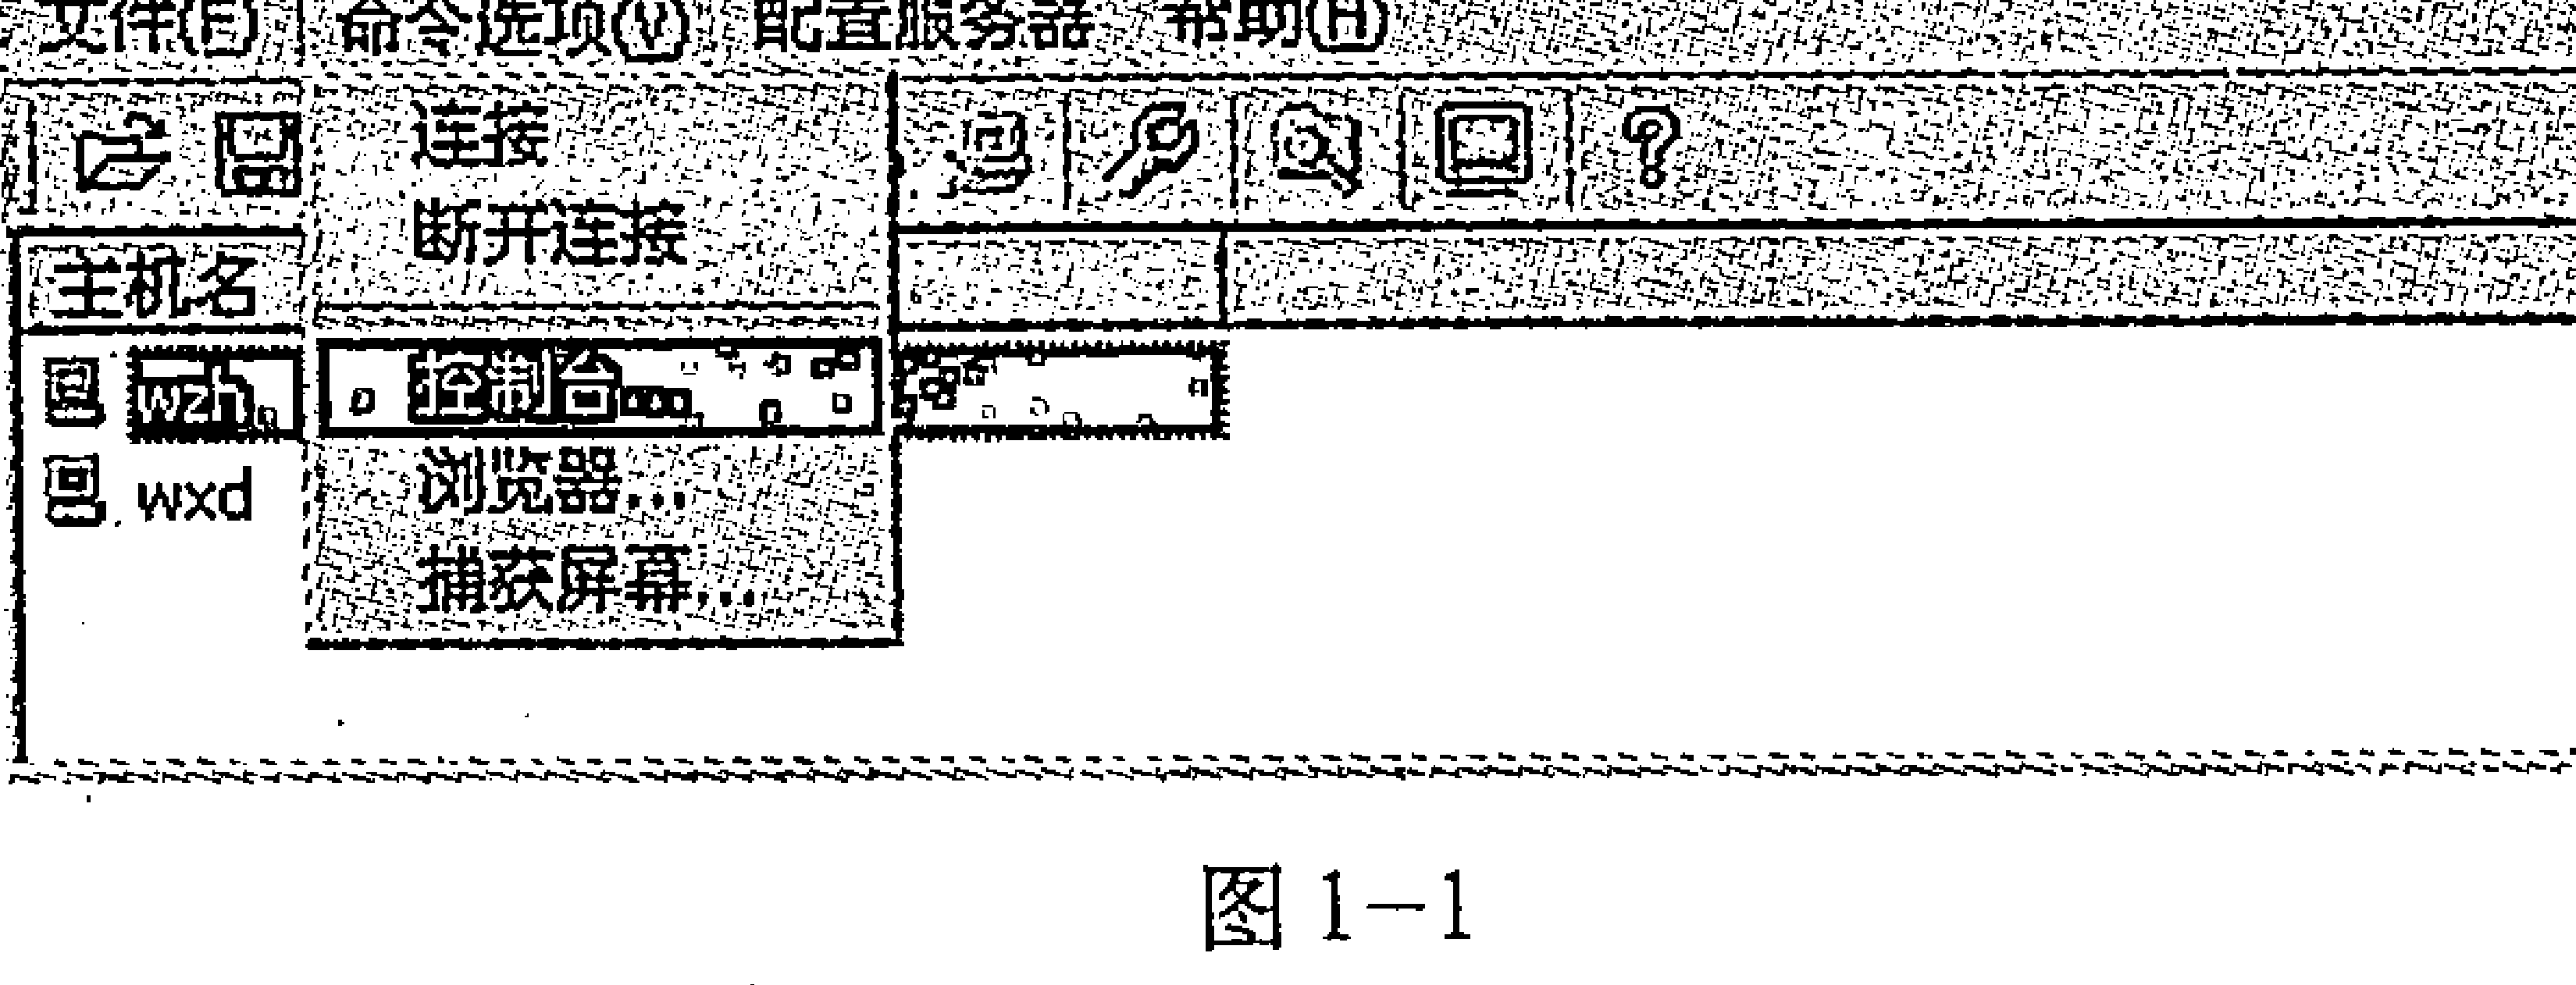 文件(F) 命令选项(V) 配置服务器 帮助(H)
连接
断开连接
主机名
wzh 控制台...
浏览器...
wxd
捕获屏幕...
图 1-1